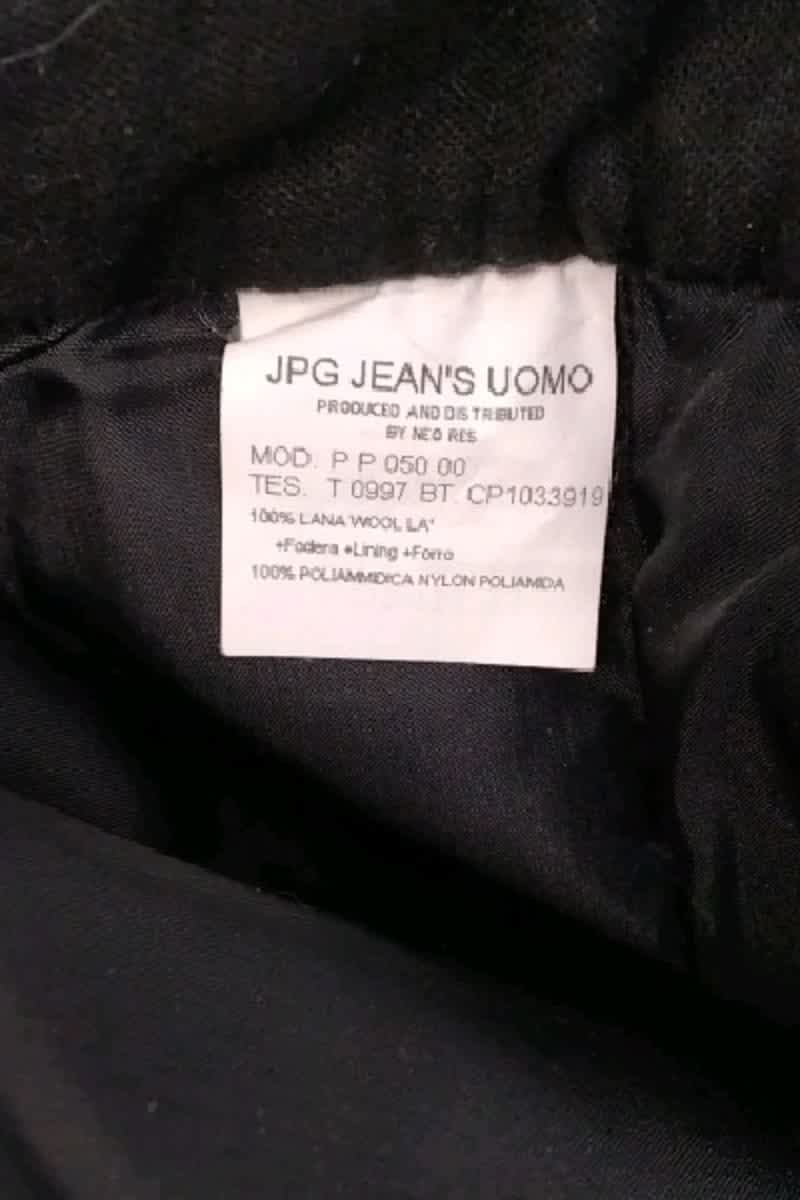 JPG JEAN'S UOMO
PRODUCED AND DISTRIBUTED
BY NEO RES
MOD. P P 050 00
TES. T 0997 BT. CP1033919
100% LANA WOOL LA'
+Fodera +Lining +Forro
100% POLIAMMIDICA NYLON POLIAMIDA